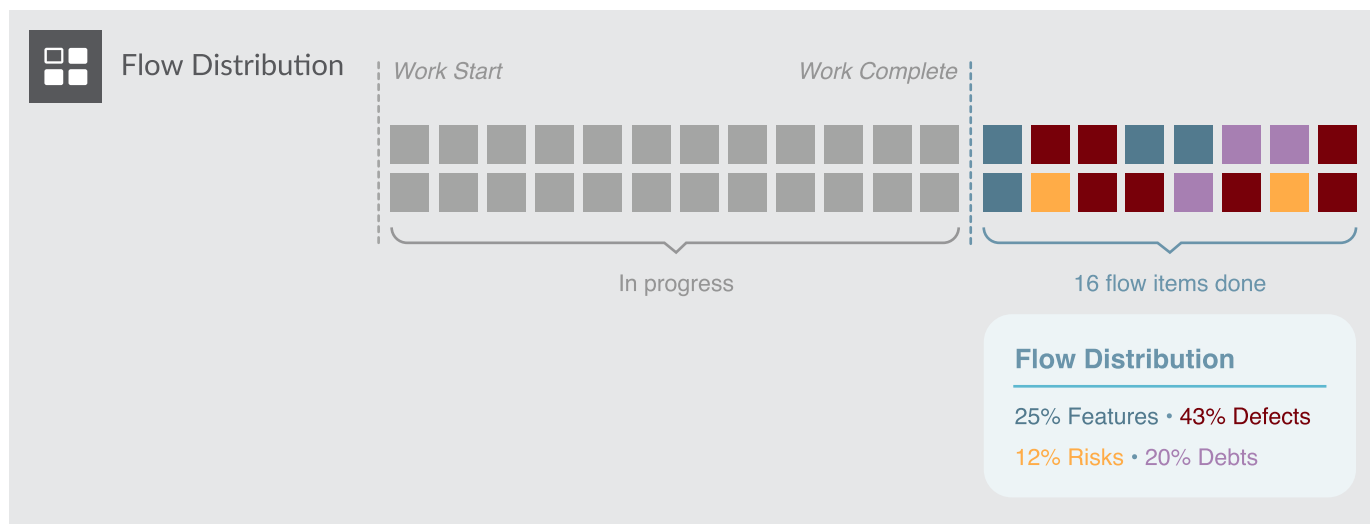 Flow Distribution
Work Start
Work Complete
In progress
16 flow items done
Flow Distribution
25% Features • 43% Defects
12% Risks • 20% Debts